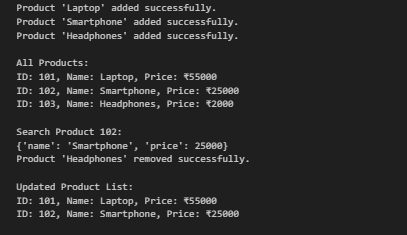 Product 'Laptop' added successfully.
Product 'Smartphone' added successfully.
Product 'Headphones' added successfully.
All Products:
ID: 101, Name: Laptop, Price: ₹55000
ID: 102, Name: Smartphone, Price: ₹25000
ID: 103, Name: Headphones, Price: ₹2000
Search Product 102:
{'name': 'Smartphone', 'price': 25000}
Product 'Headphones' removed successfully.
Updated Product List:
ID: 101, Name: Laptop, Price: ₹55000
ID: 102, Name: Smartphone, Price: ₹25000